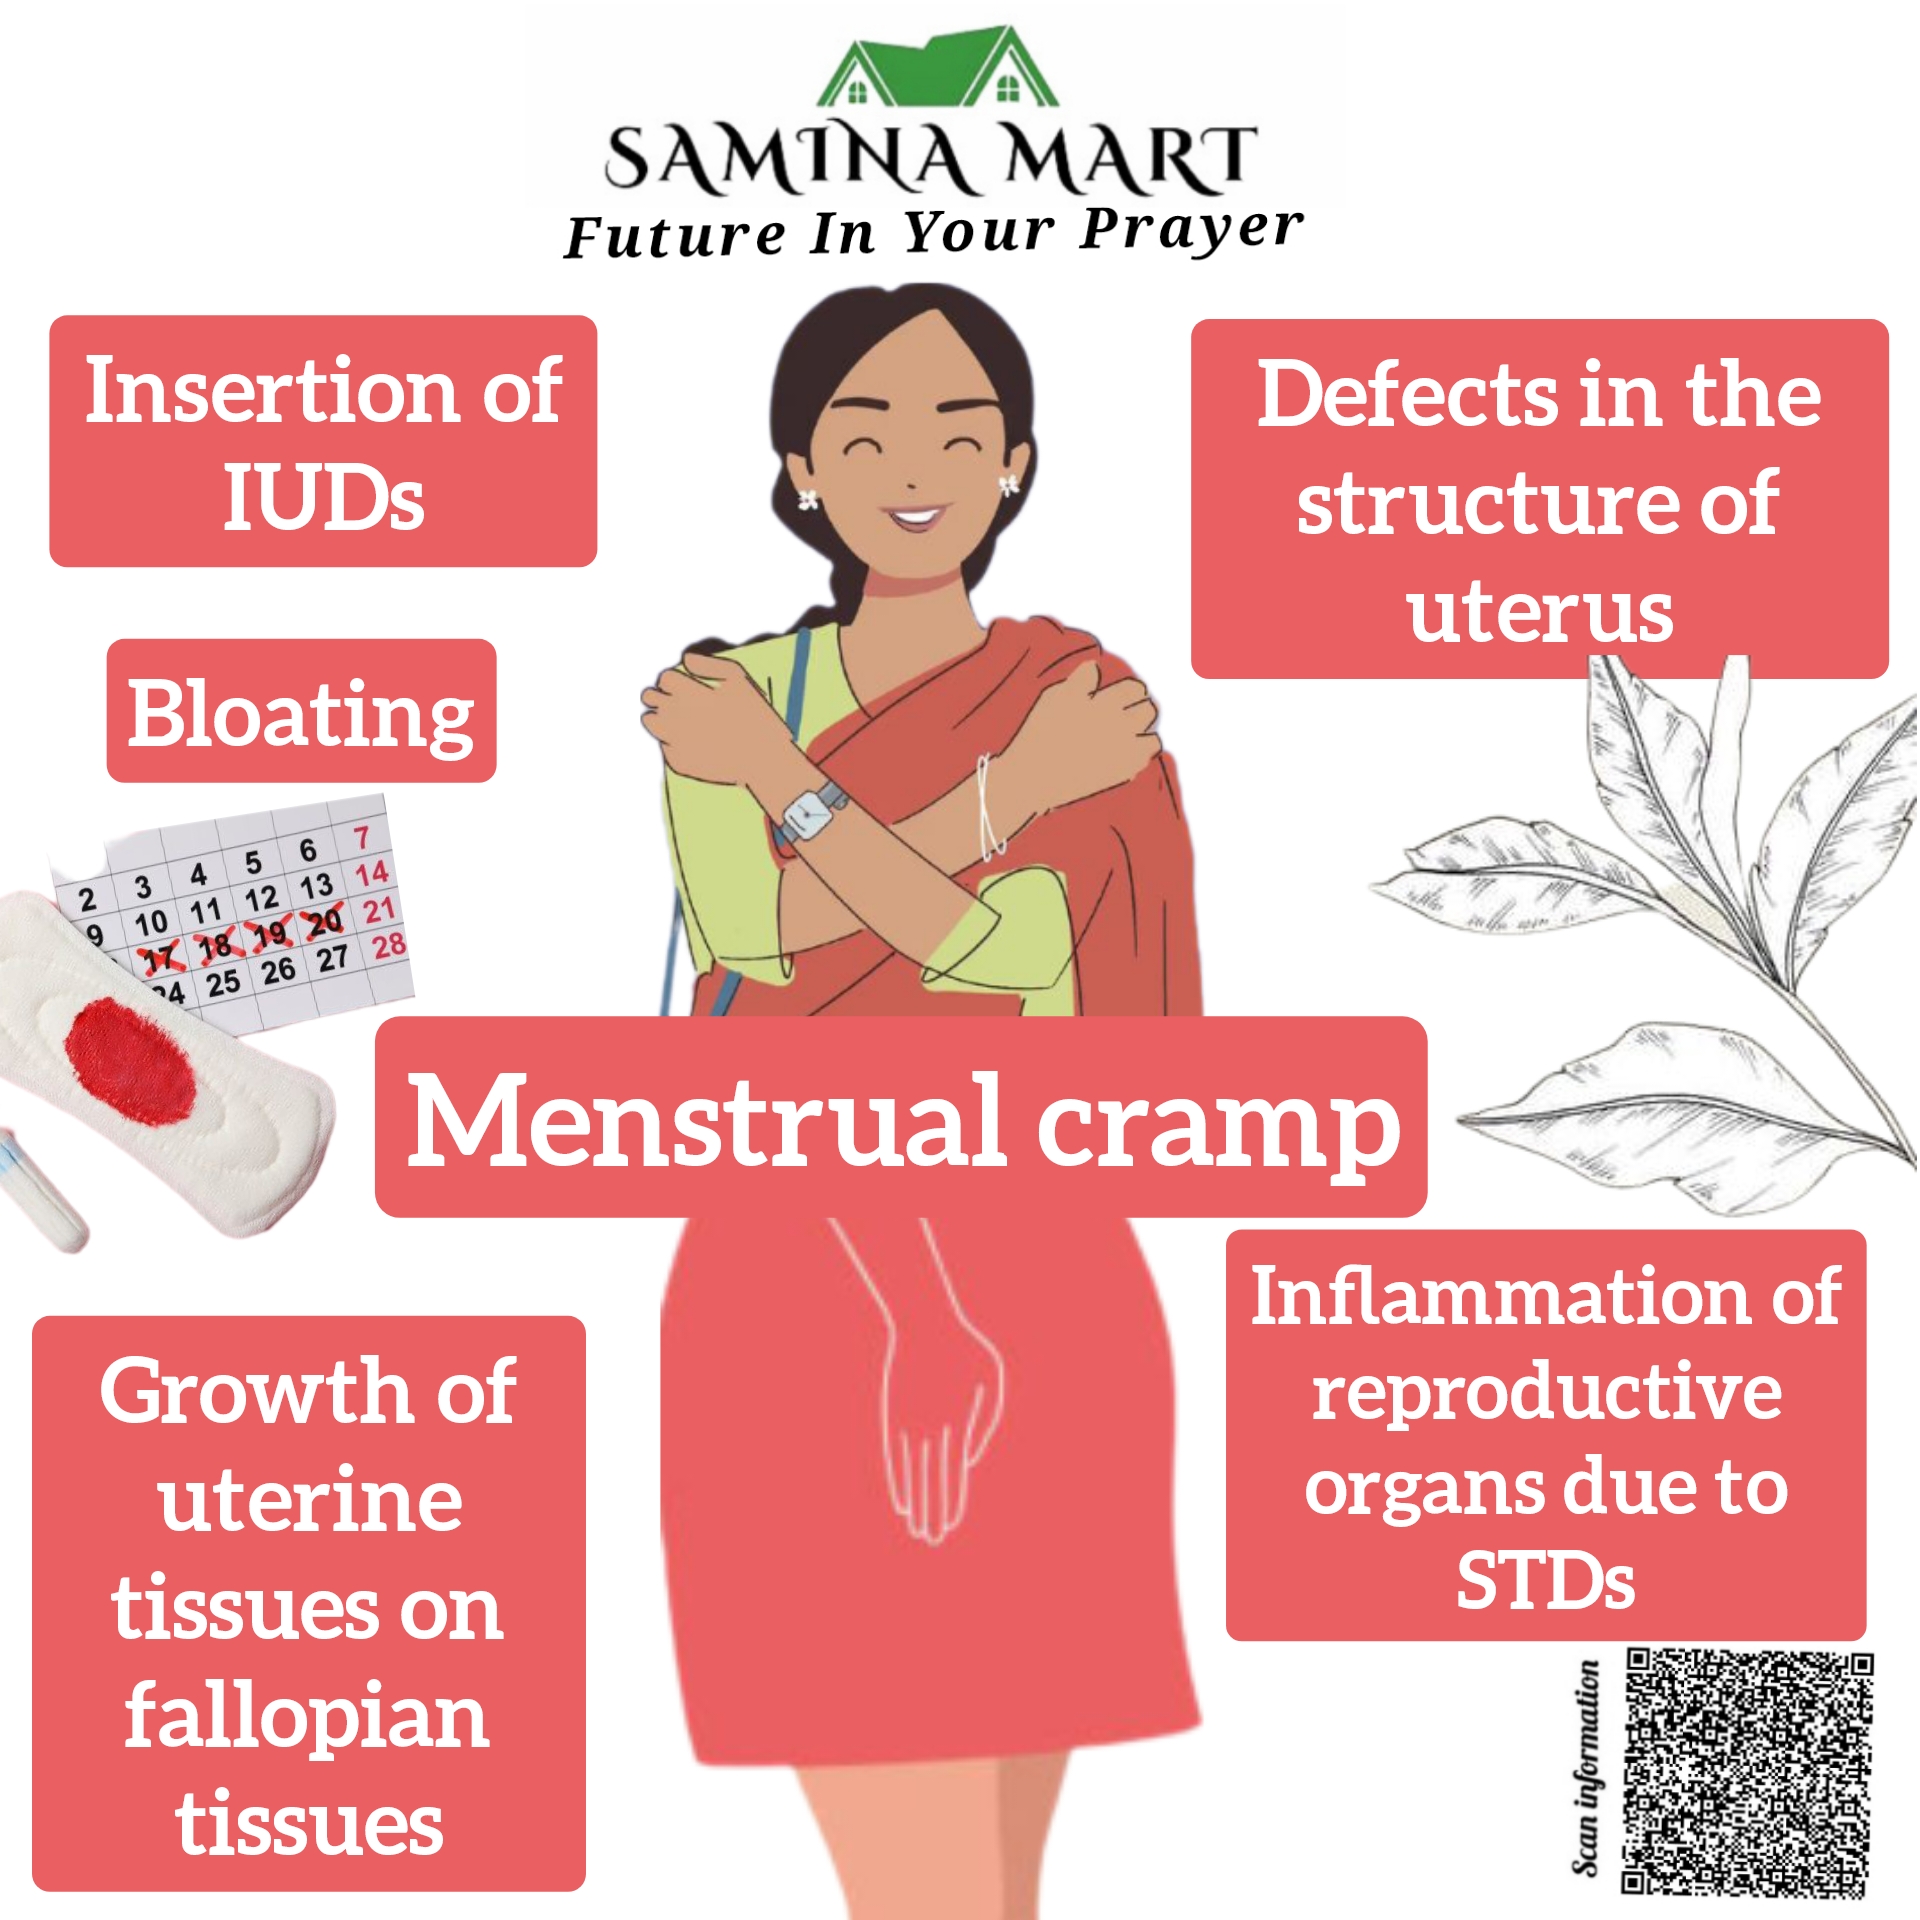 SAMINA MART
Future In Your Prayer
Insertion of
IUDs
Defects in the
structure of
uterus
Bloating
2 3 4 5 6 7
9 10 11 12 13 14
17 18 19 20 21
24 25 26 27 28
Menstrual cramp
Growth of
uterine
tissues on
fallopian
tissues
Inflammation of
reproductive
organs due to
STDs
Scan information